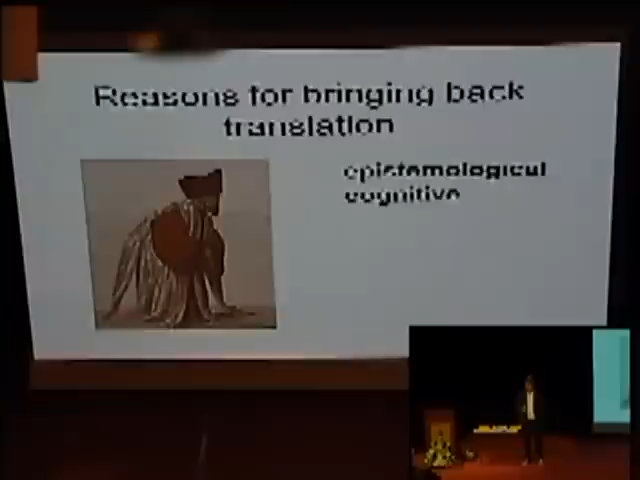 Reasons for bringing back
translation
epistemological
cognitive